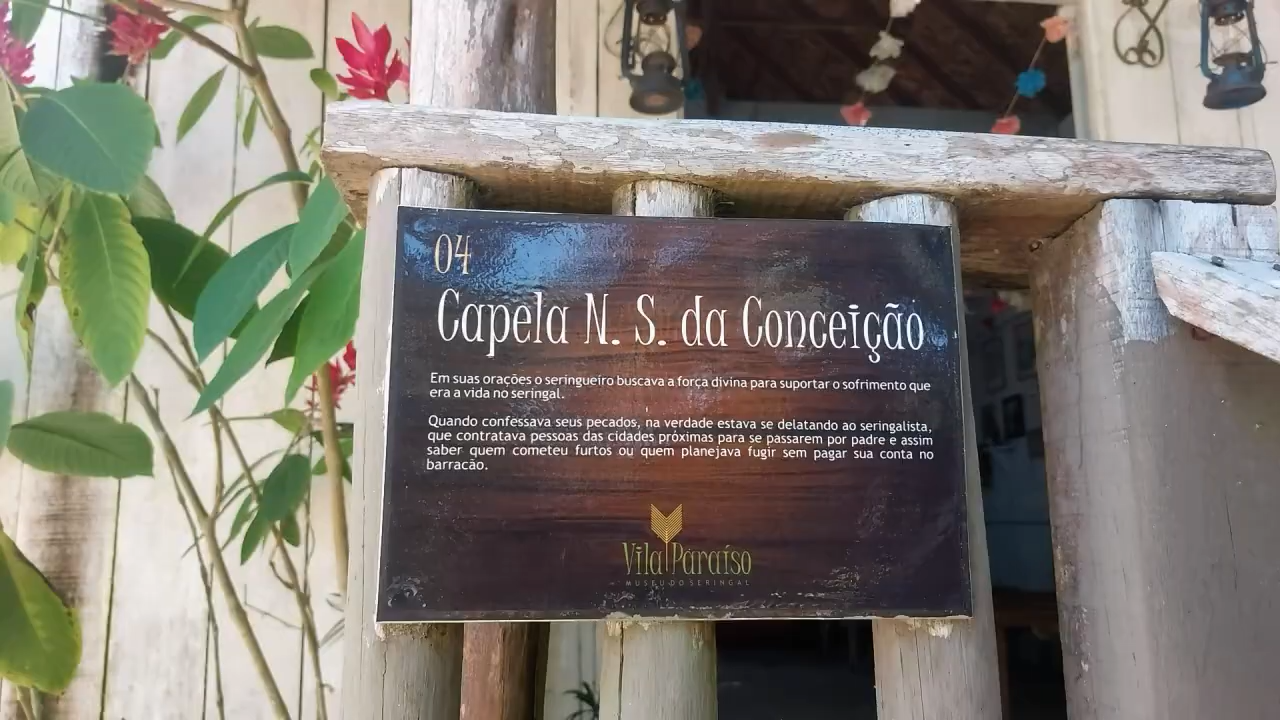 04
Capela N. S. da Conceição
Em suas orações o seringueiro buscava a força divina para suportar o sofrimento que
era a vida no seringal.
Quando confessava seus pecados, na verdade estava se delatando ao seringalista,
que contratava pessoas das cidades próximas para se passarem por padre e assim
saber quem cometeu furtos ou quem planejava fugir sem pagar sua conta no
barracão.
Vila Paraíso
MUSEU DO SERINGAL